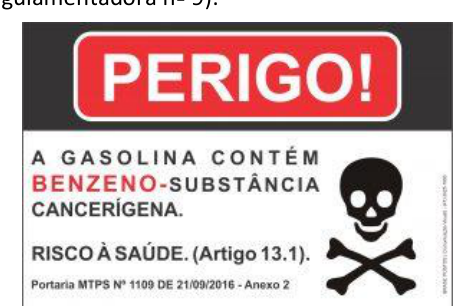 gulamentadora nº 9).
PERIGO!
A GASOLINA CONTÉM
BENZENO-SUBSTÂNCIA
CANCERÍGENA.
RISCO À SAÚDE. (Artigo 13.1).
Portaria MTPS Nº 1109 DE 21/09/2016 - Anexo 2